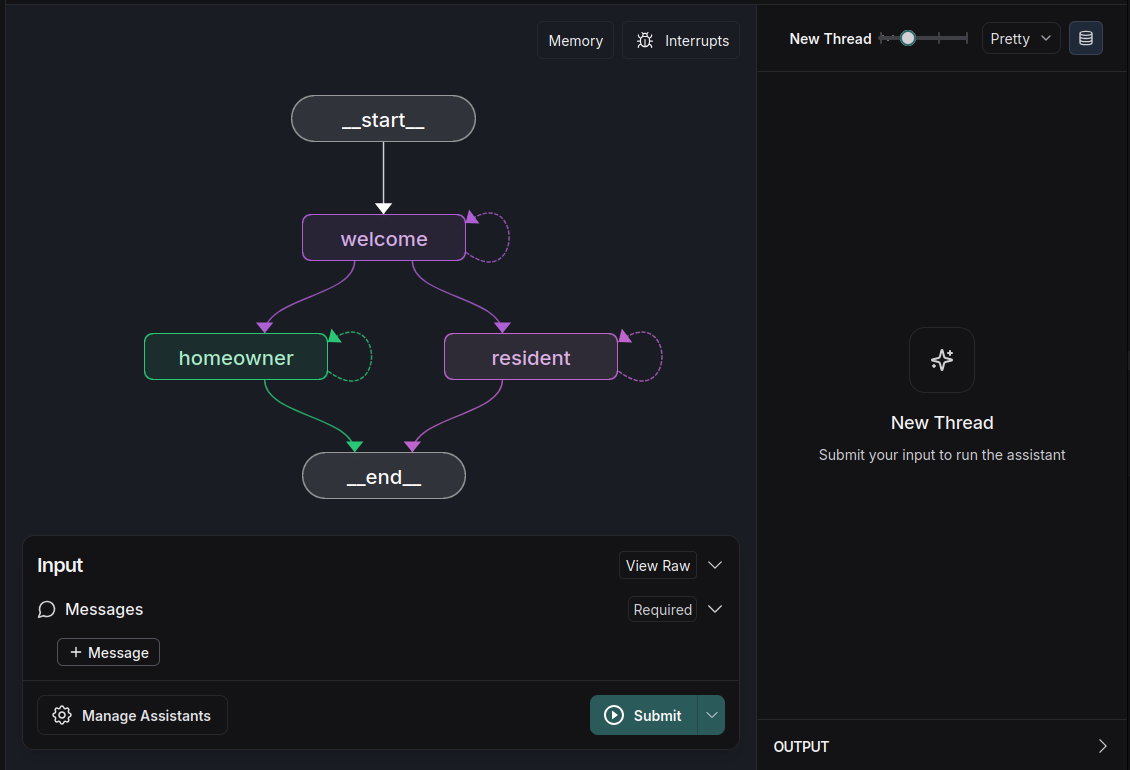 Memory
Interrupts
New Thread
Pretty
__start__
welcome
homeowner
resident
__end__
New Thread
Submit your input to run the assistant
Input
View Raw
Messages
Required
+ Message
Manage Assistants
Submit
OUTPUT